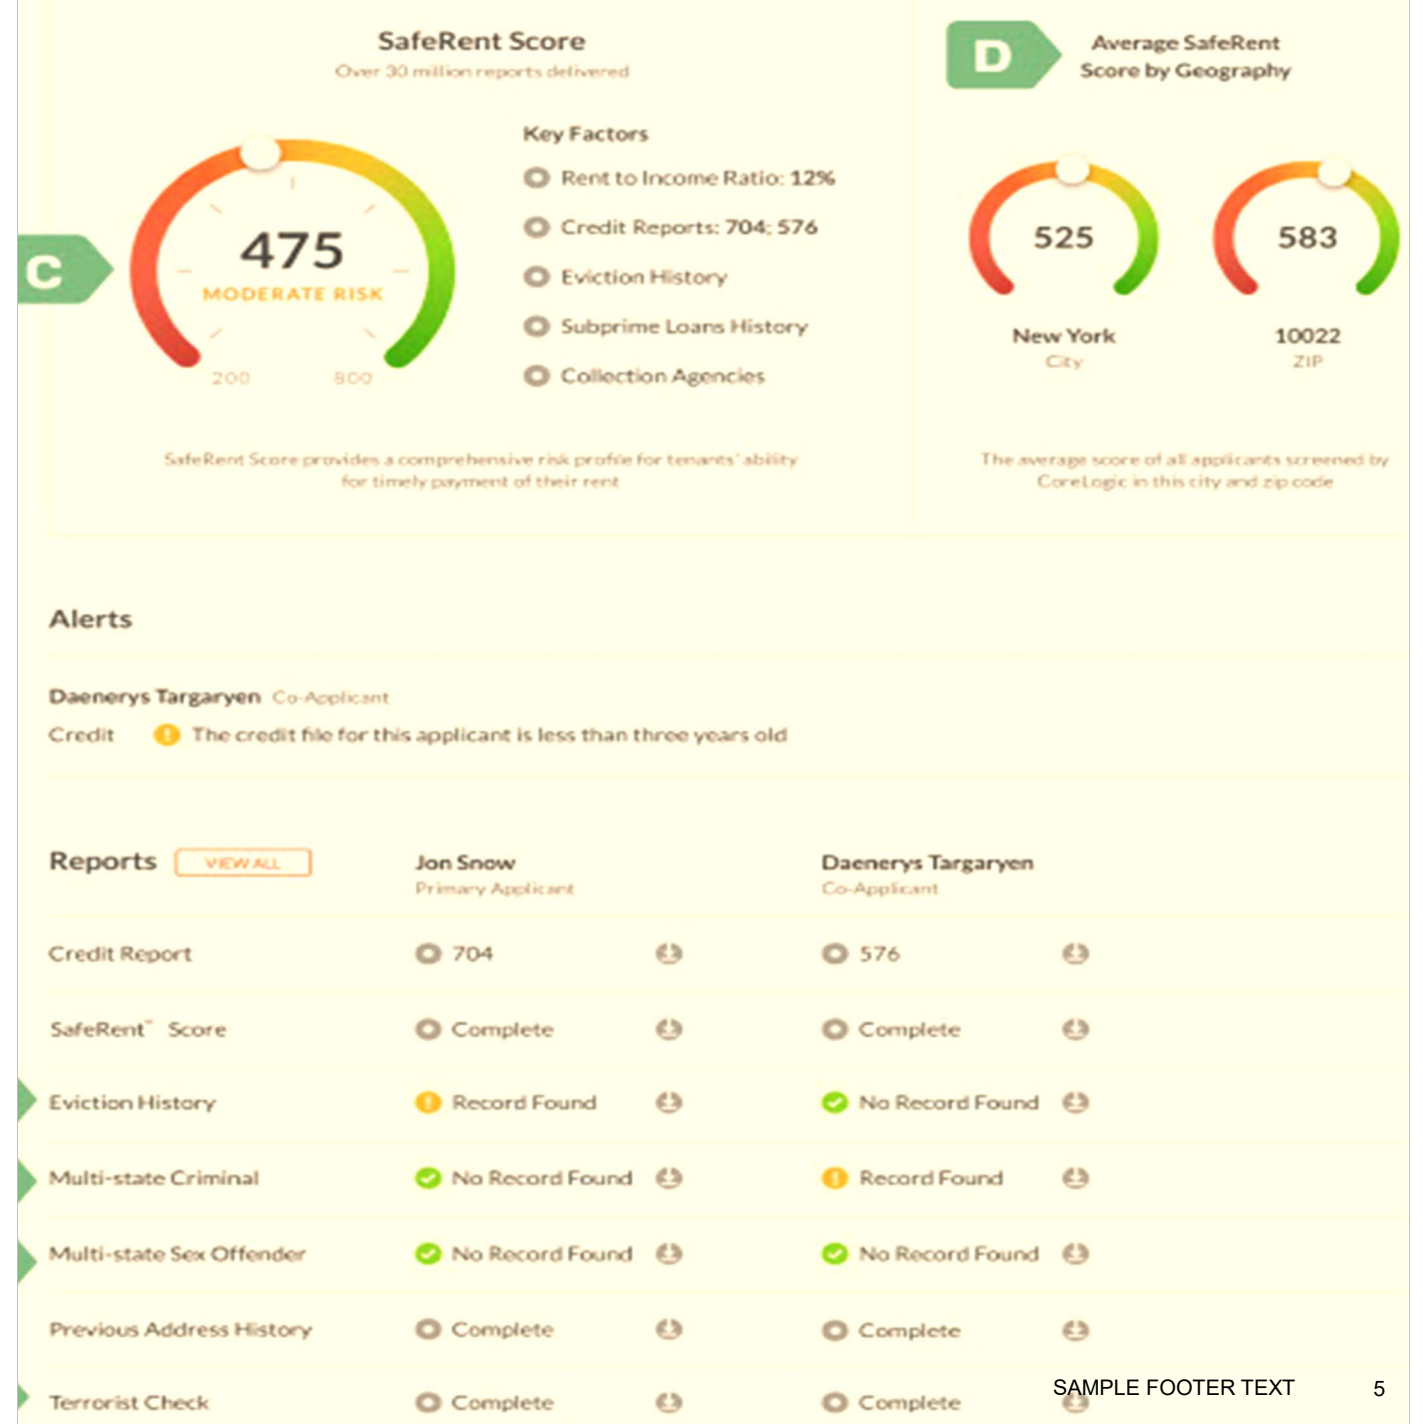 SafeRent Score
Over 30 million reports delivered
C
475
MODERATE RISK
200 800
Key Factors
Rent to Income Ratio: 12%
Credit Reports: 704; 576
Eviction History
Subprime Loans History
Collection Agencies
SafeRent Score provides a comprehensive risk profile for tenants' ability
for timely payment of their rent
D
Average SafeRent
Score by Geography
525 583
New York 10022
City ZIP
The average score of all applicants screened by
CoreLogic in this city and zip code
Alerts
Daenerys Targaryen Co-Applicant
Credit The credit file for this applicant is less than three years old
Reports VIEW ALL Jon Snow Daenerys Targaryen
Primary Applicant Co-Applicant
Credit Report 704 576
SafeRent™ Score Complete Complete
Eviction History Record Found No Record Found
Multi-state Criminal No Record Found Record Found
Multi-state Sex Offender No Record Found No Record Found
Previous Address History Complete Complete
Terrorist Check Complete Complete
SAMPLE FOOTER TEXT 5